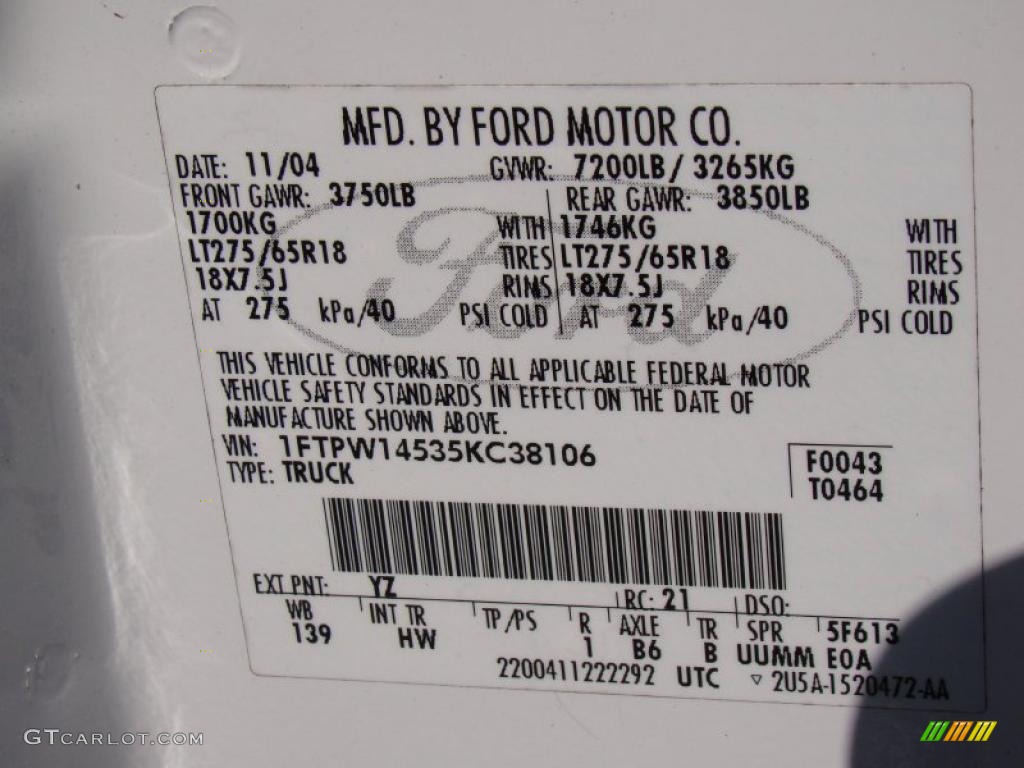 MFD. BY FORD MOTOR CO.
DATE: 11/04 GVWR: 7200LB / 3265KG
FRONT GAWR: 3750LB REAR GAWR: 3850LB
1700KG WITH 1746KG WITH
LT275/65R18 TIRES LT275/65R18 TIRES
18X7.5J RIMS 18X7.5J RIMS
AT 275 kPa/40 PSI COLD AT 275 kPa/40 PSI COLD
Ford
THIS VEHICLE CONFORMS TO ALL APPLICABLE FEDERAL MOTOR
VEHICLE SAFETY STANDARDS IN EFFECT ON THE DATE OF
MANUFACTURE SHOWN ABOVE.
VIN: 1FTPW14535KC38106 F0043
TYPE: TRUCK T0464
EXT PNT: YZ RC: 21 DSO:
WB INT TR TP/PS R AXLE TR SPR 5F613
139 HW 1 B6 B UUMM E0A
2200411222292 UTC ▽ 2U5A-1520472-AA
GTCARLOT.COM